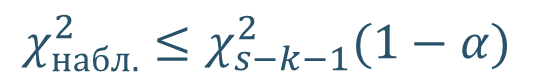 χ²набл. ≤ χ²s−k−1(1 − α)